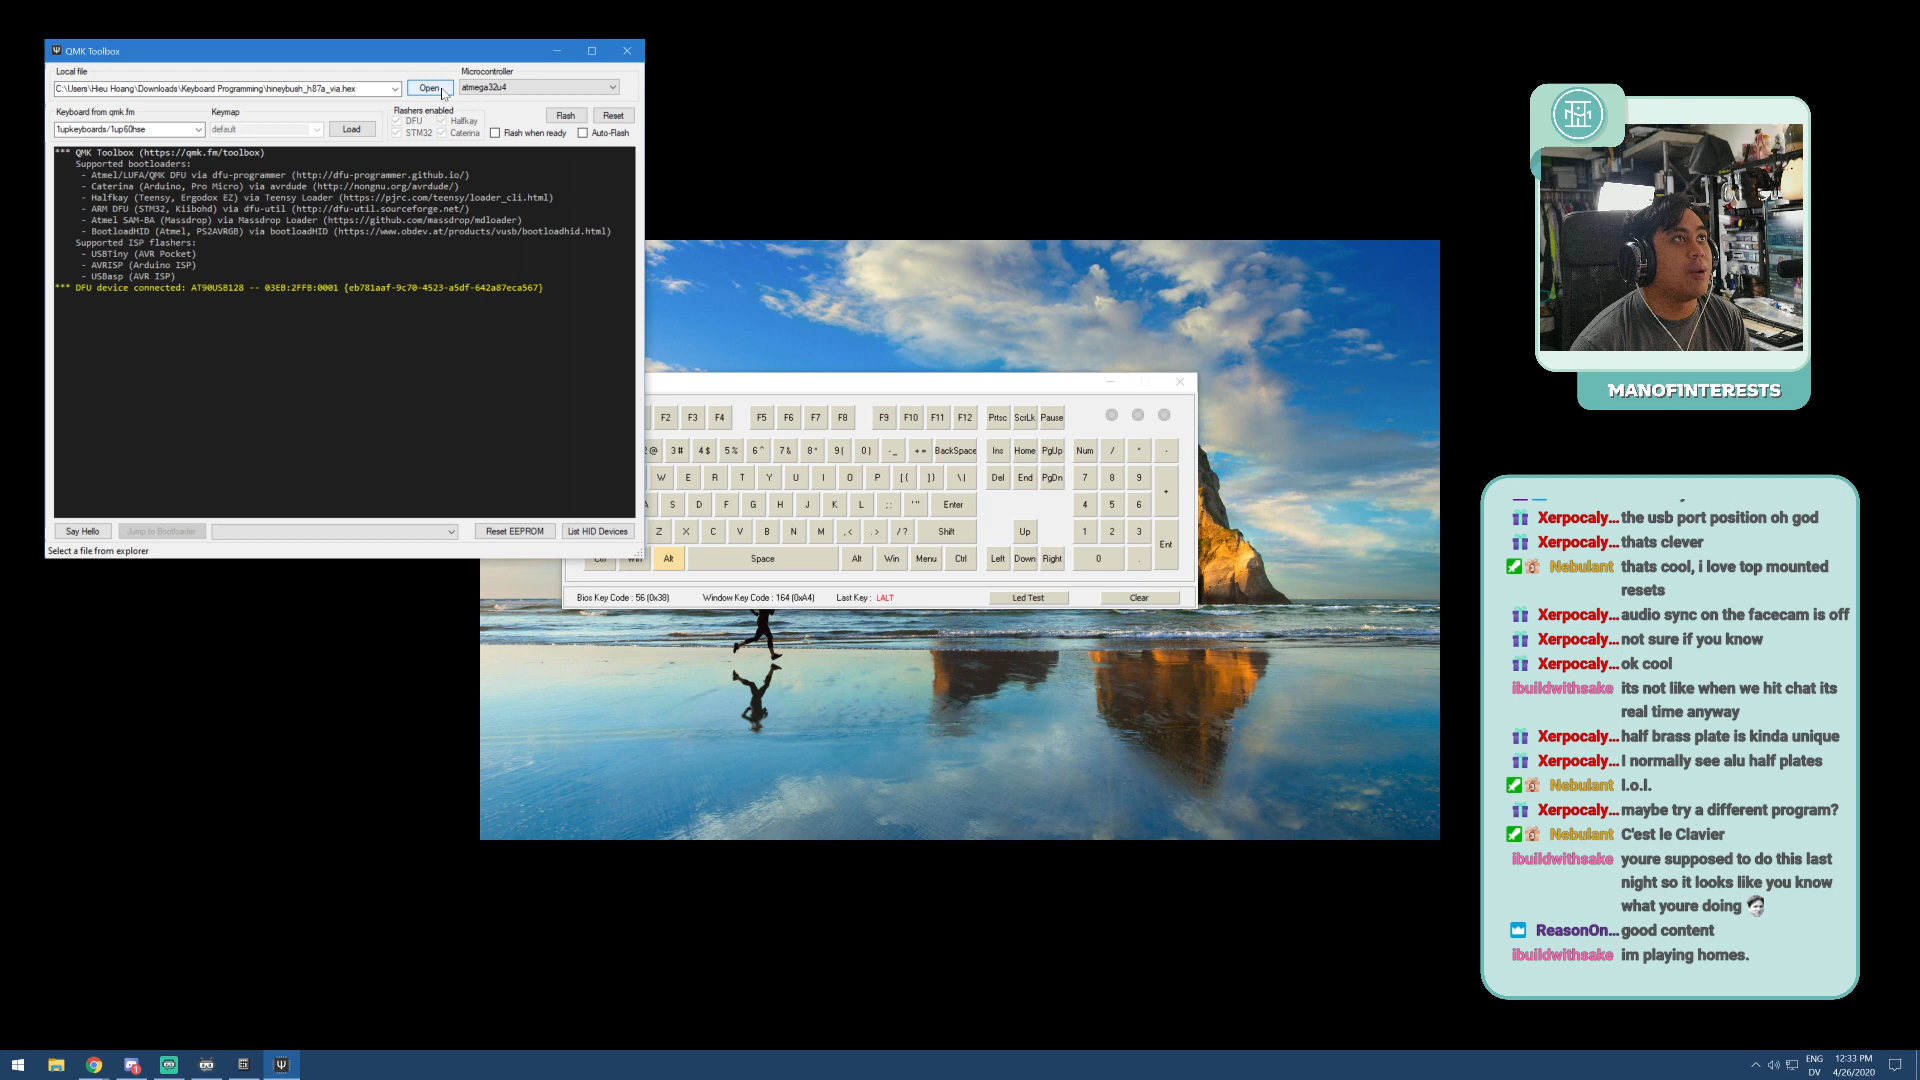 QMK Toolbox
Local file
Microcontroller
C:\Users\Hieu Hoang\Downloads\Keyboard Programming\hineybush_h87a_via.hex
Open
atmega32u4
Keyboard from qmk.fm
Keymap
Flashers enabled
Flash
Reset
DFU
Halfkay
1upkeyboards/1up60hse
default
Load
STM32
Caterina
Flash when ready
Auto-Flash
*** QMK Toolbox (https://qmk.fm/toolbox)
Supported bootloaders:
- Atmel/LUFA/QMK DFU via dfu-programmer (http://dfu-programmer.github.io/)
- Caterina (Arduino, Pro Micro) via avrdude (http://nongnu.org/avrdude/)
- Halfkay (Teensy, Ergodox EZ) via Teensy Loader (https://pjrc.com/teensy/loader_cli.html)
- ARM DFU (STM32, Kiibohd) via dfu-util (http://dfu-util.sourceforge.net/)
- Atmel SAM-BA (Massdrop) via Massdrop Loader (https://github.com/massdrop/mdloader)
- BootloadHID (Atmel, PS2AVRGB) via bootloadHID (https://www.obdev.at/products/vusb/bootloadhid.html)
Supported ISP flashers:
- USBTiny (AVR Pocket)
- AVRISP (Arduino ISP)
- USBasp (AVR ISP)
*** DFU device connected: AT90USB128 -- 03EB:2FFB:0001 {eb781aaf-9c70-4523-a5df-642a87eca567}
Say Hello
Jump to Bootloader
Reset EEPROM
List HID Devices
Select a file from explorer
F2 F3 F4 F5 F6 F7 F8 F9 F10 F11 F12 Prtsc ScrLk Pause
2@ 3# 4$ 5% 6^ 7& 8* 9( 0) -_ += BackSpace Ins Home PgUp Num / * -
W E R T Y U I O P [{ ]} \| Del End PgDn 7 8 9 +
A S D F G H J K L ;: '" Enter 4 5 6
Z X C V B N M ,< .> /? Shift Up 1 2 3 Ent
Ctrl Win Alt Space Alt Win Menu Ctrl Left Down Right 0 .
Bios Key Code : 56 (0x38)
Window Key Code : 164 (0xA4)
Last Key : LALT
Led Test
Clear
MANOFINTERESTS
Xerpocaly... the usb port position oh god
Xerpocaly... thats clever
Nebulant thats cool, i love top mounted
resets
Xerpocaly... audio sync on the facecam is off
Xerpocaly... not sure if you know
Xerpocaly... ok cool
ibuildwithsake its not like when we hit chat its
real time anyway
Xerpocaly... half brass plate is kinda unique
Xerpocaly... I normally see alu half plates
Nebulant l.o.l.
Xerpocaly... maybe try a different program?
Nebulant C'est le Clavier
ibuildwithsake youre supposed to do this last
night so it looks like you know
what youre doing
ReasonOn... good content
ibuildwithsake im playing homes.
ENG
DV
12:33 PM
4/26/2020